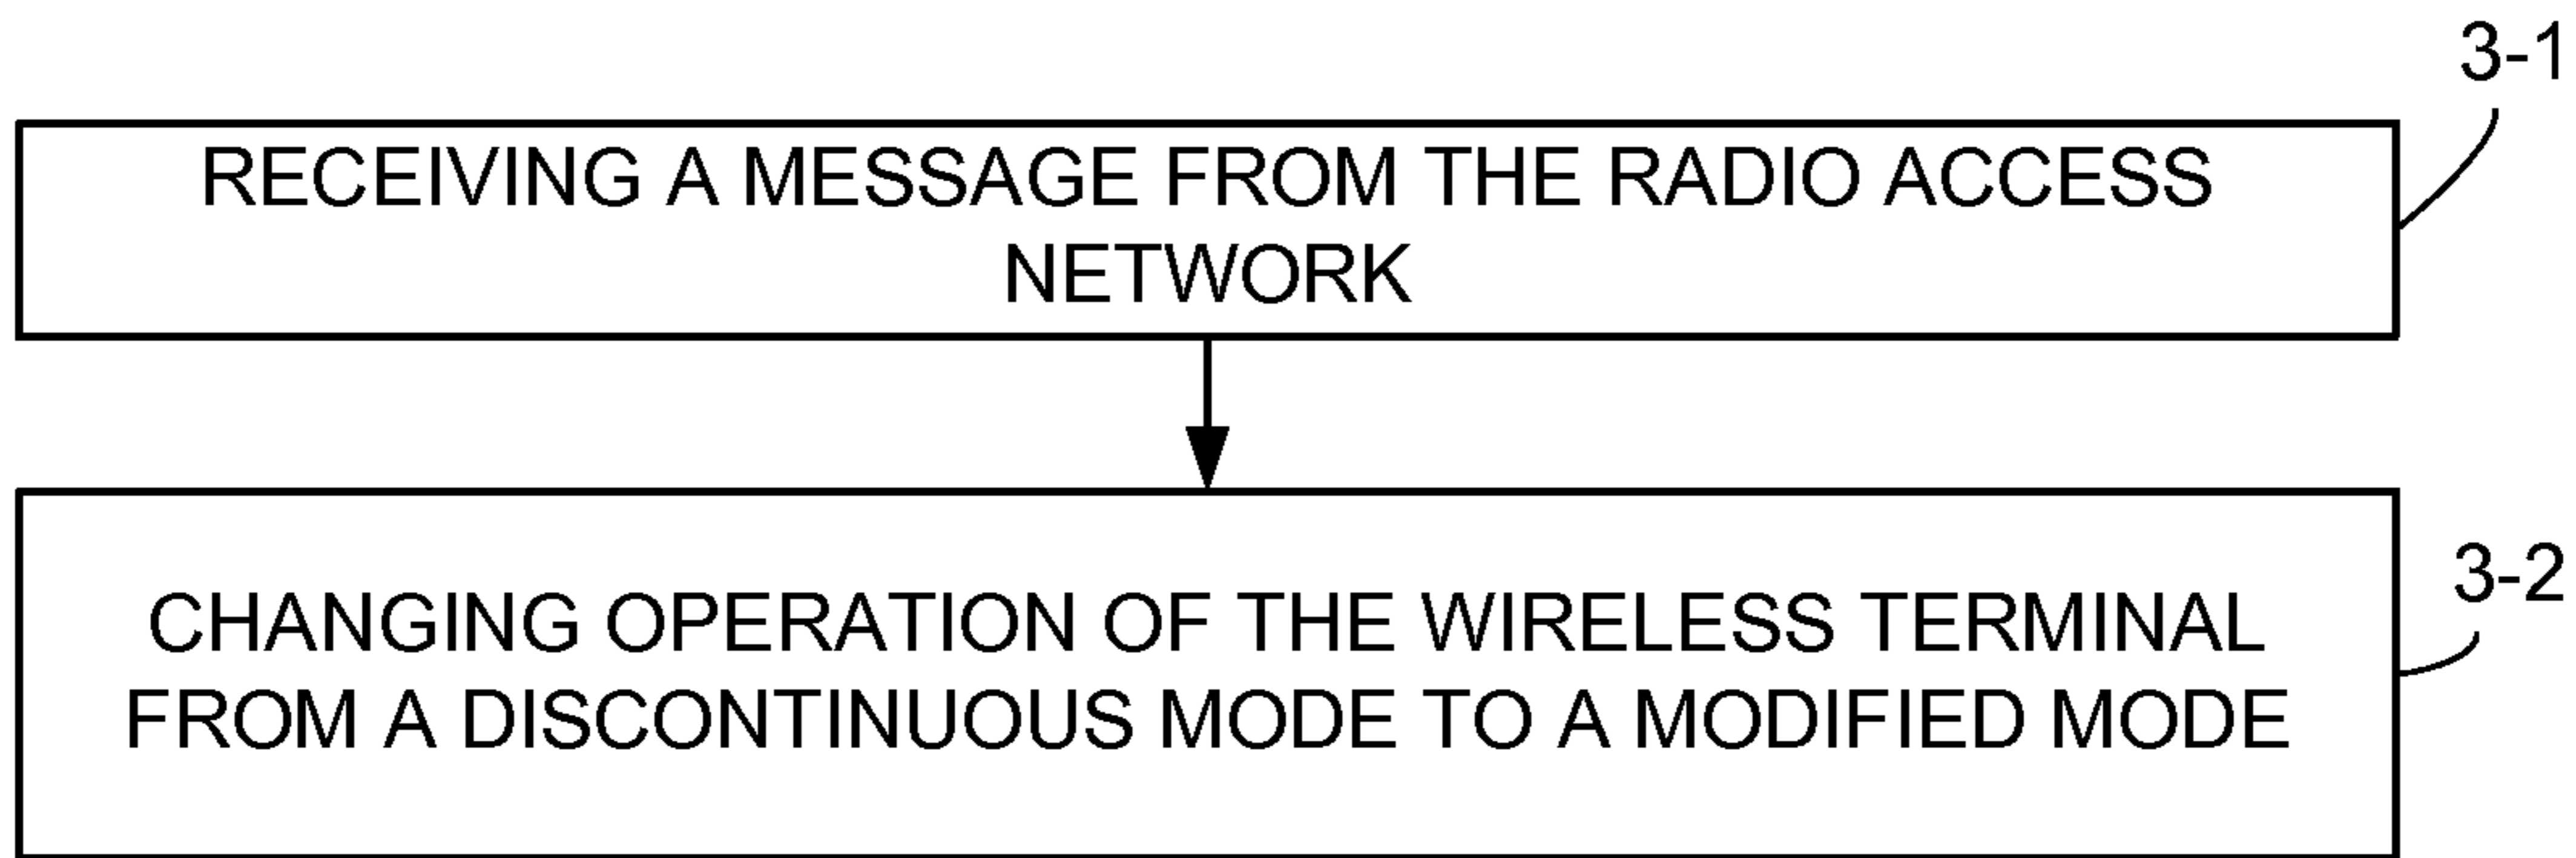 3-1
RECEIVING A MESSAGE FROM THE RADIO ACCESS
NETWORK
3-2
CHANGING OPERATION OF THE WIRELESS TERMINAL
FROM A DISCONTINUOUS MODE TO A MODIFIED MODE